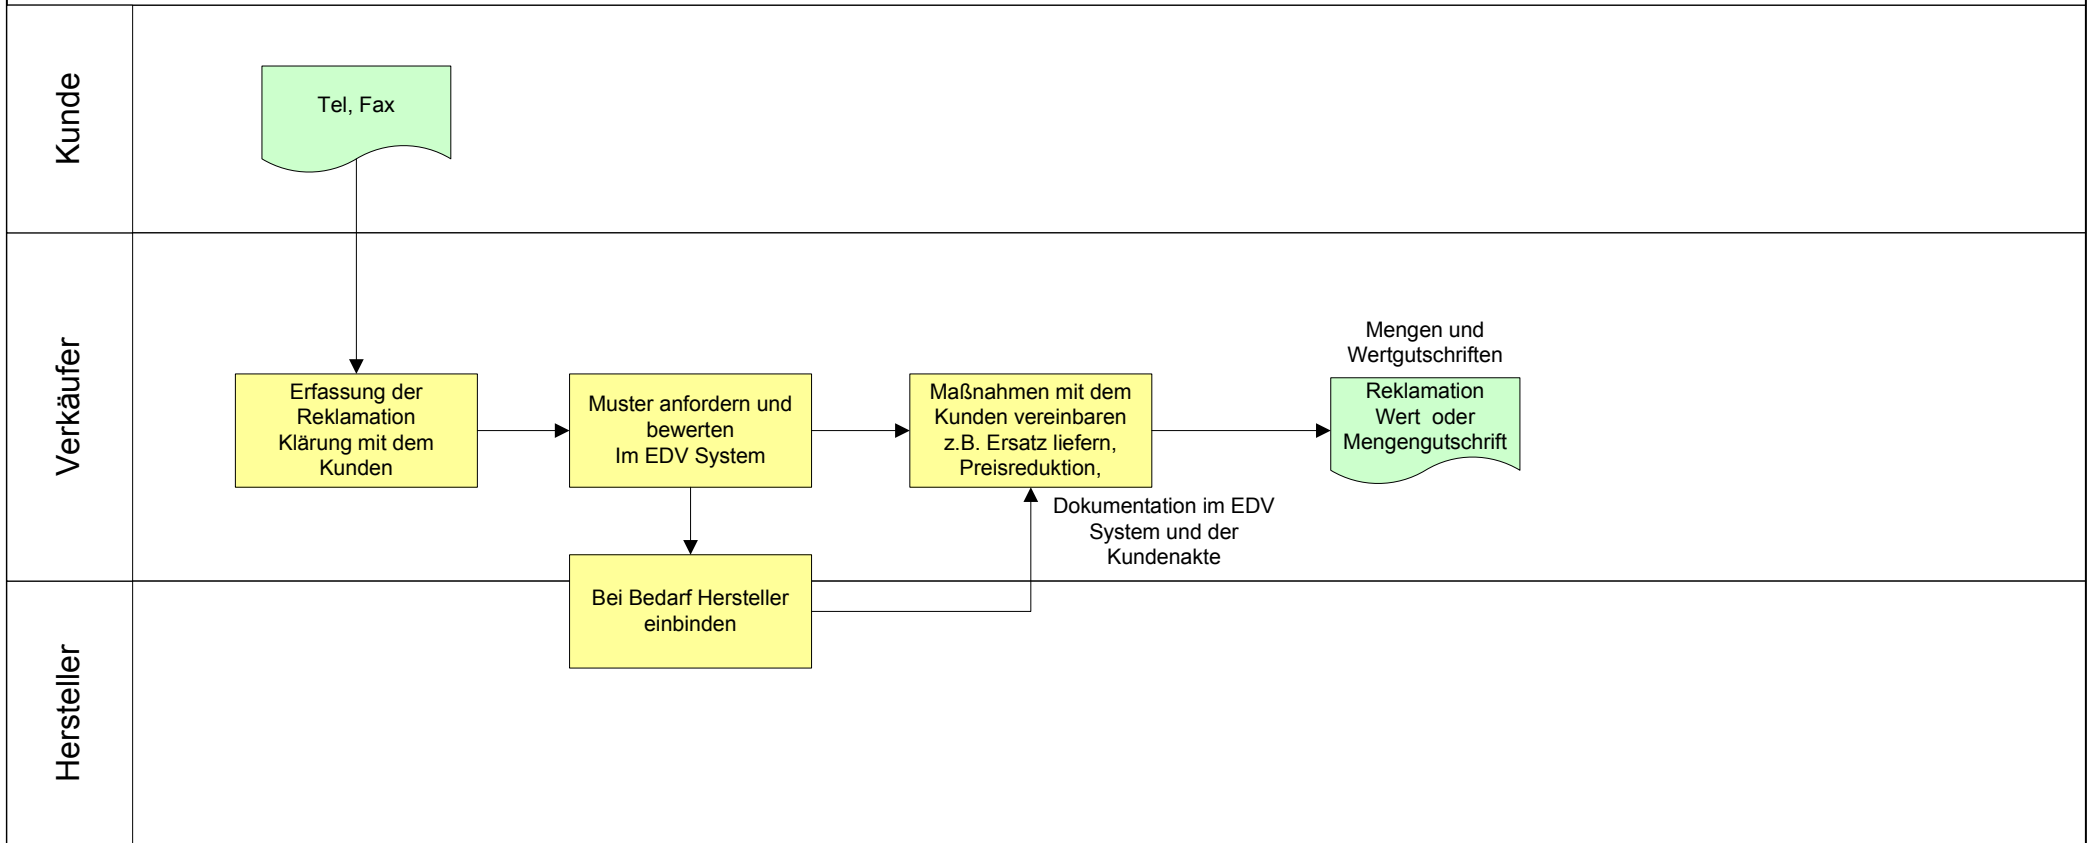 Kunde
Tel, Fax
Verkäufer
Erfassung der
Reklamation
Klärung mit dem
Kunden
Muster anfordern und
bewerten
Im EDV System
Maßnahmen mit dem
Kunden vereinbaren
z.B. Ersatz liefern,
Preisreduktion,
Mengen und
Wertgutschriften
Reklamation
Wert  oder
Mengengutschrift
Dokumentation im EDV
System und der
Kundenakte
Hersteller
Bei Bedarf Hersteller
einbinden